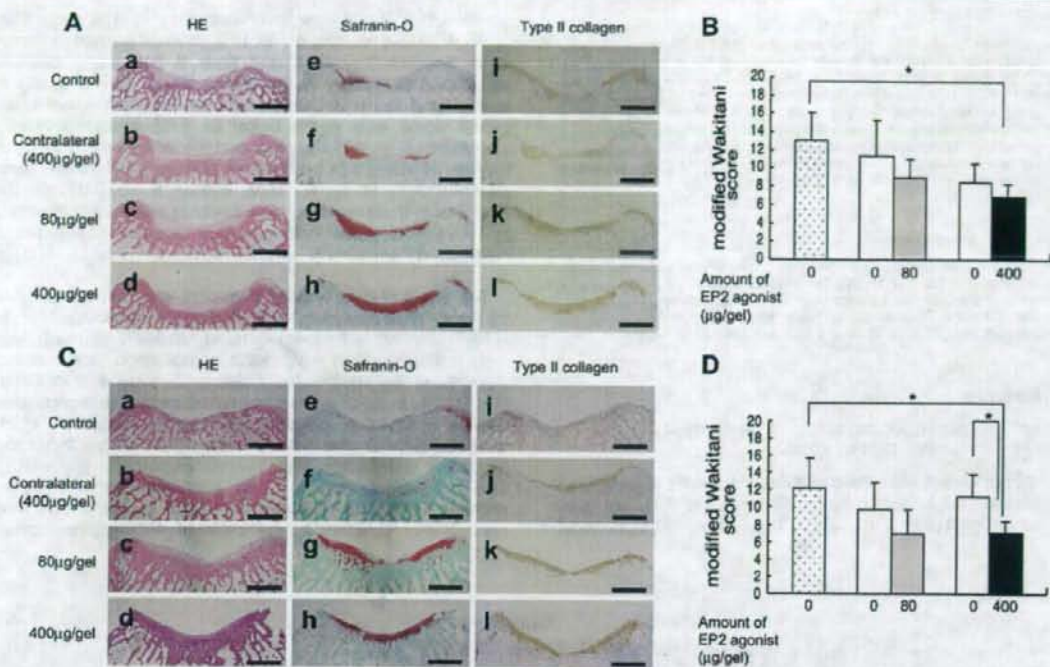 A
HE
Safranin-O
Type II collagen
Control
a
e
i
Contralateral
(400µg/gel)
b
f
j
80µg/gel
c
g
k
400µg/gel
d
h
l
B
modified Wakitani
score
20
18
16
14
12
10
8
6
4
2
0
*
0
0
80
0
400
Amount of
EP2 agonist
(µg/gel)
C
HE
Safranin-O
Type II collagen
Control
a
e
i
Contralateral
(400µg/gel)
b
f
j
80µg/gel
c
g
k
400µg/gel
d
h
l
D
modified Wakitani
score
20
18
16
14
12
10
8
6
4
2
0
*
*
0
0
80
0
400
Amount of
EP2 agonist
(µg/gel)